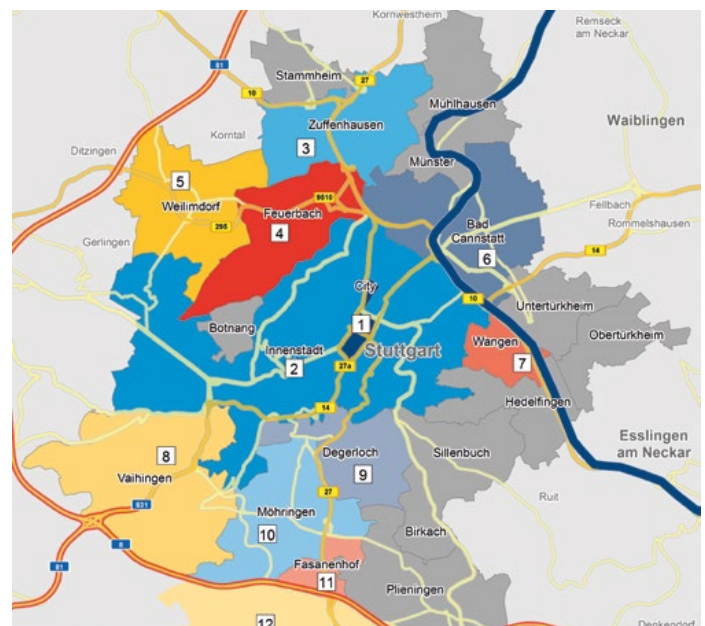 Kornwestheim
Remseck
am Neckar
81
27
Stammheim
10
Mühlhausen
Zuffenhausen
Waiblingen
Korntal
3
Ditzingen
Münster
5
9510
Weilimdorf
Feuerbach
Fellbach
295
4
Bad
Cannstatt
Rommelshausen
Gerlingen
6
14
City
10
Untertürkheim
Botnang
1
Obertürkheim
Innenstadt
Stuttgart
Wangen
2
27a
7
Hedelfingen
14
Esslingen
am Neckar
8
Degerloch
Sillenbuch
Vaihingen
9
27
Ruit
831
Möhringen
10
Birkach
8
Fasanenhof
81
11
Plieningen
12
Denkendorf